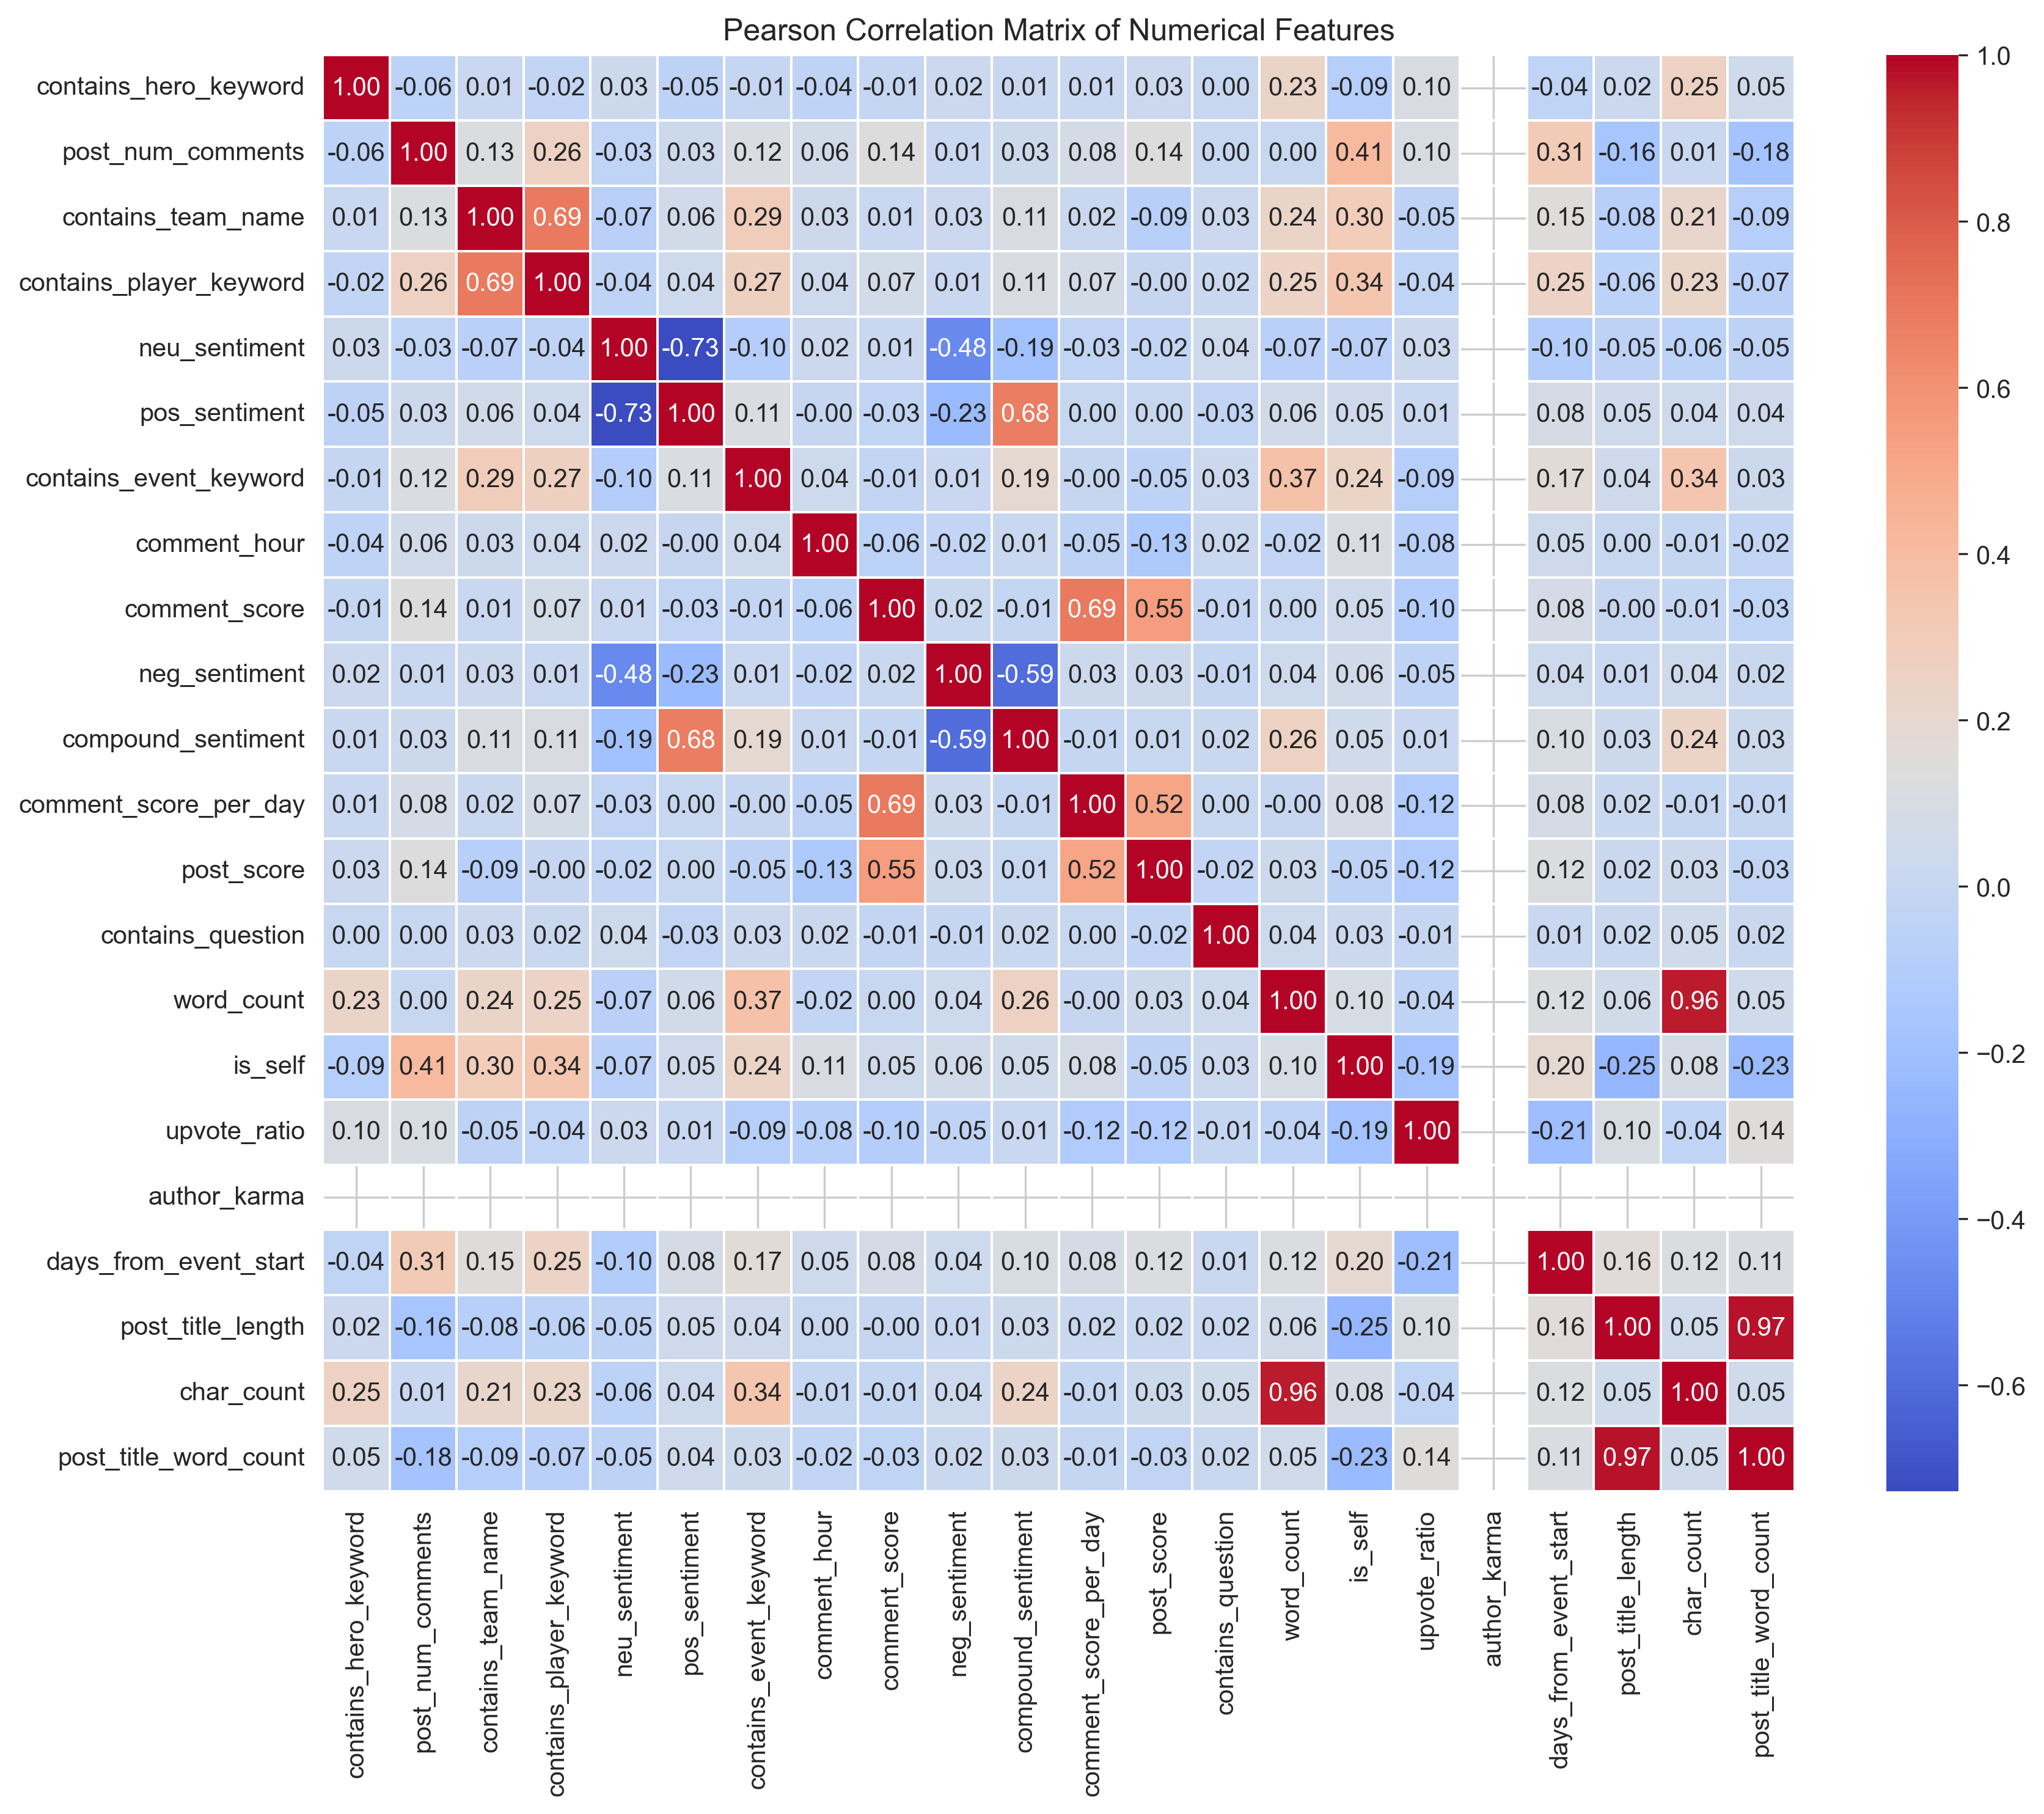 Pearson Correlation Matrix of Numerical Features
contains_hero_keyword 1.00 -0.06 0.01 -0.02 0.03 -0.05 -0.01 -0.04 -0.01 0.02 0.01 0.01 0.03 0.00 0.23 -0.09 0.10 -0.04 0.02 0.25 0.05
post_num_comments -0.06 1.00 0.13 0.26 -0.03 0.03 0.12 0.06 0.14 0.01 0.03 0.08 0.14 0.00 0.00 0.41 0.10 0.31 -0.16 0.01 -0.18
contains_team_name 0.01 0.13 1.00 0.69 -0.07 0.06 0.29 0.03 0.01 0.03 0.11 0.02 -0.09 0.03 0.24 0.30 -0.05 0.15 -0.08 0.21 -0.09
contains_player_keyword -0.02 0.26 0.69 1.00 -0.04 0.04 0.27 0.04 0.07 0.01 0.11 0.07 -0.00 0.02 0.25 0.34 -0.04 0.25 -0.06 0.23 -0.07
neu_sentiment 0.03 -0.03 -0.07 -0.04 1.00 -0.73 -0.10 0.02 0.01 -0.48 -0.19 -0.03 -0.02 0.04 -0.07 -0.07 0.03 -0.10 -0.05 -0.06 -0.05
pos_sentiment -0.05 0.03 0.06 0.04 -0.73 1.00 0.11 -0.00 -0.03 -0.23 0.68 0.00 0.00 -0.03 0.06 0.05 0.01 0.08 0.05 0.04 0.04
contains_event_keyword -0.01 0.12 0.29 0.27 -0.10 0.11 1.00 0.04 -0.01 0.01 0.19 -0.00 -0.05 0.03 0.37 0.24 -0.09 0.17 0.04 0.34 0.03
comment_hour -0.04 0.06 0.03 0.04 0.02 -0.00 0.04 1.00 -0.06 -0.02 0.01 -0.05 -0.13 0.02 -0.02 0.11 -0.08 0.05 0.00 -0.01 -0.02
comment_score -0.01 0.14 0.01 0.07 0.01 -0.03 -0.01 -0.06 1.00 0.02 -0.01 0.69 0.55 -0.01 0.00 0.05 -0.10 0.08 -0.00 -0.01 -0.03
neg_sentiment 0.02 0.01 0.03 0.01 -0.48 -0.23 0.01 -0.02 0.02 1.00 -0.59 0.03 0.03 -0.01 0.04 0.06 -0.05 0.04 0.01 0.04 0.02
compound_sentiment 0.01 0.03 0.11 0.11 -0.19 0.68 0.19 0.01 -0.01 -0.59 1.00 -0.01 0.01 0.02 0.26 0.05 0.01 0.10 0.03 0.24 0.03
comment_score_per_day 0.01 0.08 0.02 0.07 -0.03 0.00 -0.00 -0.05 0.69 0.03 -0.01 1.00 0.52 0.00 -0.00 0.08 -0.12 0.08 0.02 -0.01 -0.01
post_score 0.03 0.14 -0.09 -0.00 -0.02 0.00 -0.05 -0.13 0.55 0.03 0.01 0.52 1.00 -0.02 0.03 -0.05 -0.12 0.12 0.02 0.03 -0.03
contains_question 0.00 0.00 0.03 0.02 0.04 -0.03 0.03 0.02 -0.01 -0.01 0.02 0.00 -0.02 1.00 0.04 0.03 -0.01 0.01 0.02 0.05 0.02
word_count 0.23 0.00 0.24 0.25 -0.07 0.06 0.37 -0.02 0.00 0.04 0.26 -0.00 0.03 0.04 1.00 0.10 -0.04 0.12 0.06 0.96 0.05
is_self -0.09 0.41 0.30 0.34 -0.07 0.05 0.24 0.11 0.05 0.06 0.05 0.08 -0.05 0.03 0.10 1.00 -0.19 0.20 -0.25 0.08 -0.23
upvote_ratio 0.10 0.10 -0.05 -0.04 0.03 0.01 -0.09 -0.08 -0.10 -0.05 0.01 -0.12 -0.12 -0.01 -0.04 -0.19 1.00 -0.21 0.10 -0.04 0.14
author_karma
days_from_event_start -0.04 0.31 0.15 0.25 -0.10 0.08 0.17 0.05 0.08 0.04 0.10 0.08 0.12 0.01 0.12 0.20 -0.21 1.00 0.16 0.12 0.11
post_title_length 0.02 -0.16 -0.08 -0.06 -0.05 0.05 0.04 0.00 -0.00 0.01 0.03 0.02 0.02 0.02 0.06 -0.25 0.10 0.16 1.00 0.05 0.97
char_count 0.25 0.01 0.21 0.23 -0.06 0.04 0.34 -0.01 -0.01 0.04 0.24 -0.01 0.03 0.05 0.96 0.08 -0.04 0.12 0.05 1.00 0.05
post_title_word_count 0.05 -0.18 -0.09 -0.07 -0.05 0.04 0.03 -0.02 -0.03 0.02 0.03 -0.01 -0.03 0.02 0.05 -0.23 0.14 0.11 0.97 0.05 1.00
contains_hero_keyword
post_num_comments
contains_team_name
contains_player_keyword
neu_sentiment
pos_sentiment
contains_event_keyword
comment_hour
comment_score
neg_sentiment
compound_sentiment
comment_score_per_day
post_score
contains_question
word_count
is_self
upvote_ratio
author_karma
days_from_event_start
post_title_length
char_count
post_title_word_count
1.0
0.8
0.6
0.4
0.2
0.0
−0.2
−0.4
−0.6